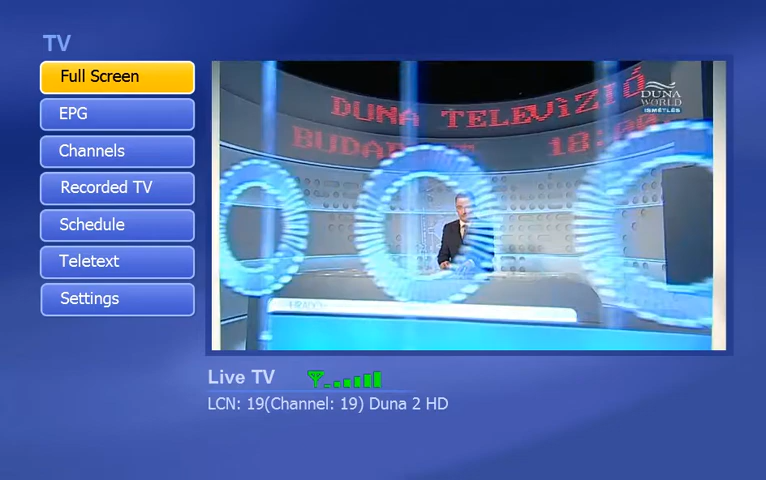 TV
Full Screen
EPG
Channels
Recorded TV
Schedule
Teletext
Settings
DUNA TELEVÍZIÓ
18:00
DUNA
WORLD
ISMÉTLÉS
Live TV
LCN: 19(Channel: 19) Duna 2 HD